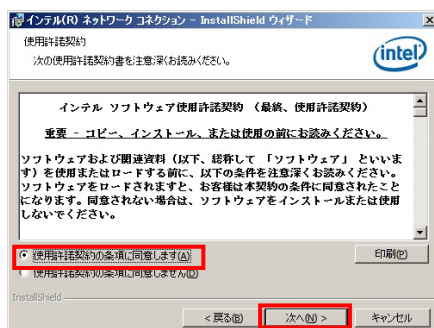 インテル(R) ネットワーク コネクション - InstallShield ウィザード
使用許諾契約
次の使用許諾契約書を注意深くお読みください。
intel
インテル ソフトウェア使用許諾契約 (最終、使用許諾契約)
重要 - コピー、インストール、または使用の前にお読みください。
ソフトウェアおよび関連資料(以下、総称して 「ソフトウェア」 といいま
す)を使用またはロードする前に、以下の条件を注意深くお読みください。
ソフトウェアをロードされますと、お客様は本契約の条件に同意されたこと
になります。同意されない場合は、ソフトウェアをインストールまたは使用
しないでください。
使用許諾契約の条項に同意します(A)
印刷(P)
使用許諾契約の条項に同意しません(D)
InstallShield
< 戻る(B)
次へ(N) >
キャンセル